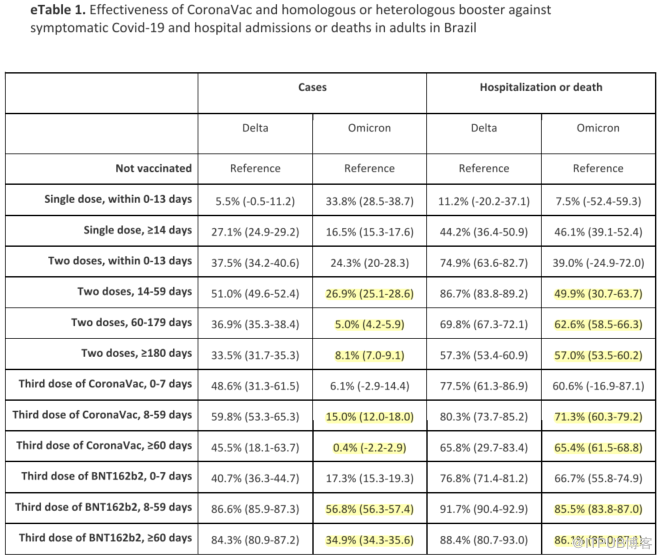 eTable 1. Effectiveness of CoronaVac and homologous or heterologous booster against
symptomatic Covid-19 and hospital admissions or deaths in adults in Brazil
Cases Hospitalization or death
Delta Omicron Delta Omicron
Not vaccinated Reference Reference Reference Reference
Single dose, within 0-13 days 5.5% (-0.5-11.2) 33.8% (28.5-38.7) 11.2% (-20.2-37.1) 7.5% (-52.4-59.3)
Single dose, ≥14 days 27.1% (24.9-29.2) 16.5% (15.3-17.6) 44.2% (36.4-50.9) 46.1% (39.1-52.4)
Two doses, within 0-13 days 37.5% (34.2-40.6) 24.3% (20-28.3) 74.9% (63.6-82.7) 39.0% (-24.9-72.0)
Two doses, 14-59 days 51.0% (49.6-52.4) 26.9% (25.1-28.6) 86.7% (83.8-89.2) 49.9% (30.7-63.7)
Two doses, 60-179 days 36.9% (35.3-38.4) 5.0% (4.2-5.9) 69.8% (67.3-72.1) 62.6% (58.5-66.3)
Two doses, ≥180 days 33.5% (31.7-35.3) 8.1% (7.0-9.1) 57.3% (53.4-60.9) 57.0% (53.5-60.2)
Third dose of CoronaVac, 0-7 days 48.6% (31.3-61.5) 6.1% (-2.9-14.4) 77.5% (61.3-86.9) 60.6% (-16.9-87.1)
Third dose of CoronaVac, 8-59 days 59.8% (53.3-65.3) 15.0% (12.0-18.0) 80.3% (73.7-85.2) 71.3% (60.3-79.2)
Third dose of CoronaVac, ≥60 days 45.5% (18.1-63.7) 0.4% (-2.2-2.9) 65.8% (29.7-83.4) 65.4% (61.5-68.8)
Third dose of BNT162b2, 0-7 days 40.7% (36.3-44.7) 17.3% (15.3-19.3) 76.8% (71.4-81.2) 66.7% (55.8-74.9)
Third dose of BNT162b2, 8-59 days 86.6% (85.9-87.3) 56.8% (56.3-57.4) 91.7% (90.4-92.9) 85.5% (83.8-87.0)
Third dose of BNT162b2, ≥60 days 84.3% (80.9-87.2) 34.9% (34.3-35.6) 88.4% (80.7-93.0)
@ITPUB博客